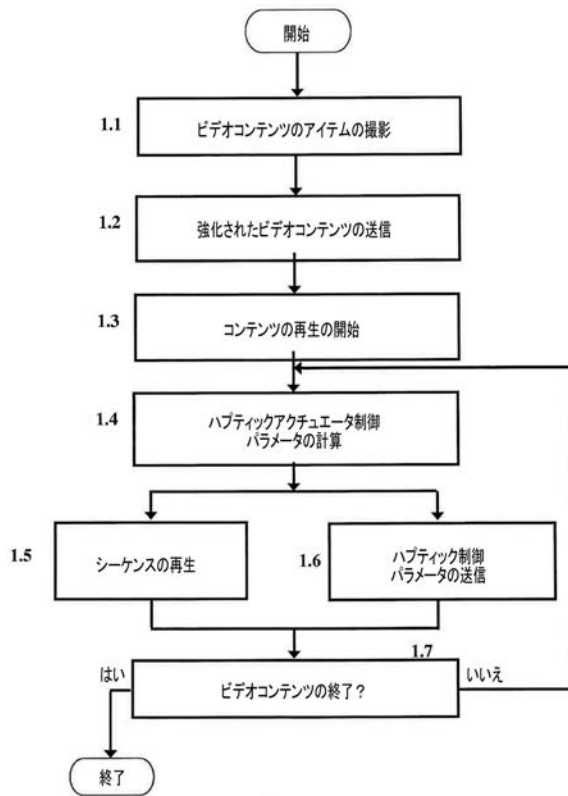 開始
1.1
ビデオコンテンツのアイテムの撮影
1.2
強化されたビデオコンテンツの送信
1.3
コンテンツの再生の開始
1.4
ハプティックアクチュエータ制御
パラメータの計算
1.5
シーケンスの再生
1.6
ハプティック制御
パラメータの送信
1.7
はい
ビデオコンテンツの終了?
いいえ
終了